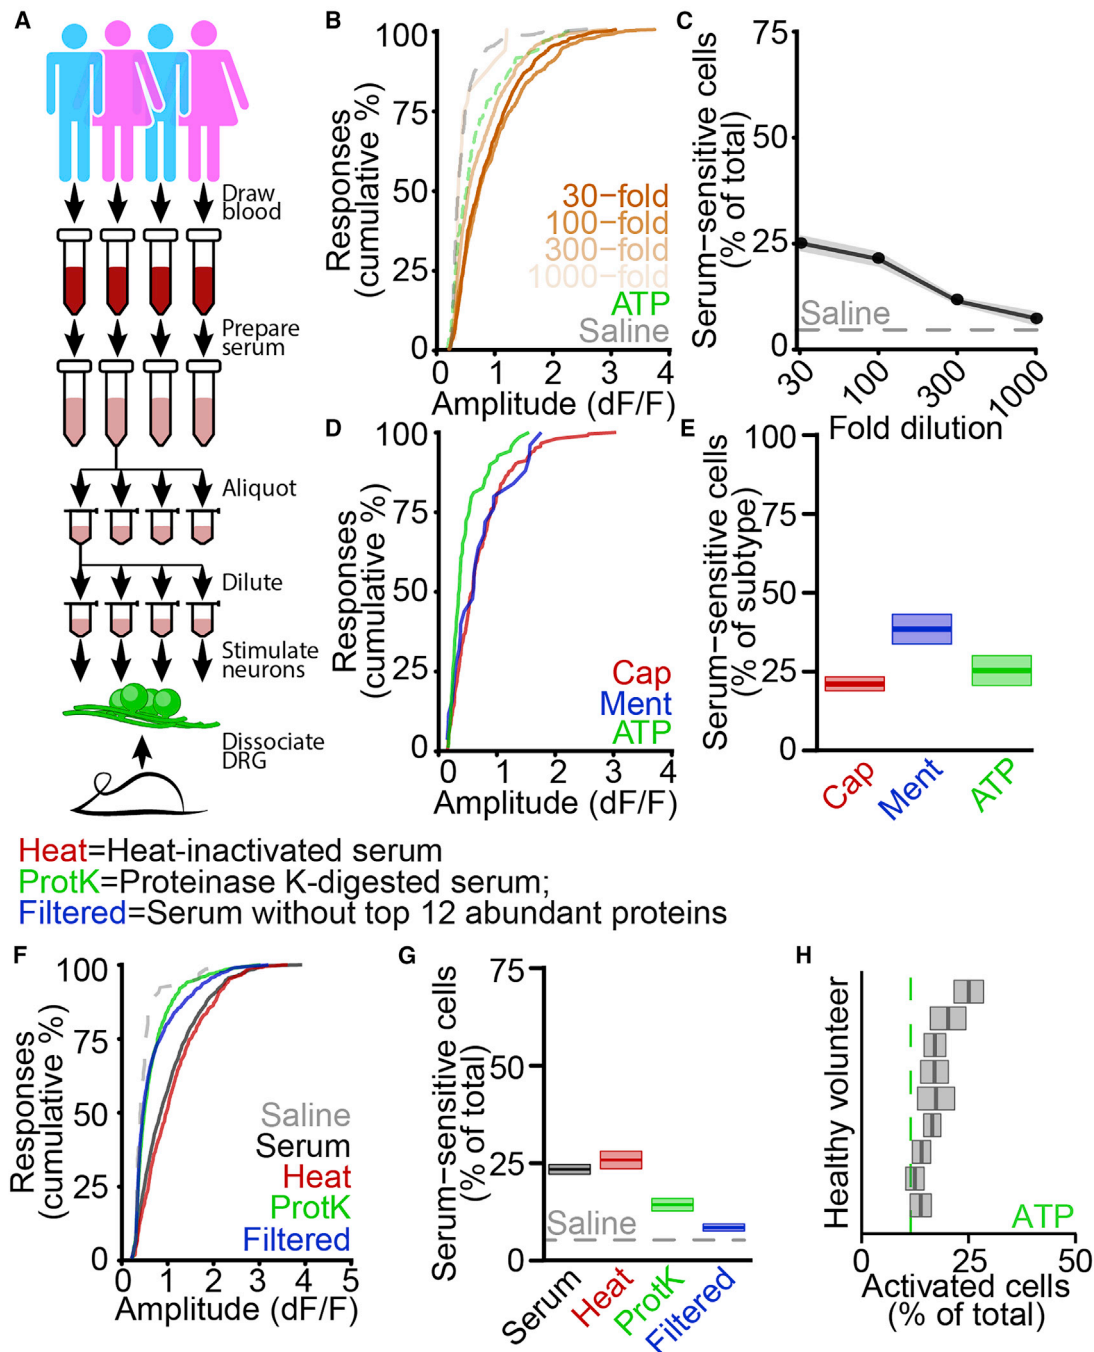 A
Draw
blood
Prepare
serum
Aliquot
Dilute
Stimulate
neurons
Dissociate
DRG
B
Responses
(cumulative %)
100
75
50
25
0
30−fold
100−fold
300−fold
1000−fold
ATP
Saline
0 1 2 3 4
Amplitude (dF/F)
C
Serum−sensitive cells
(% of total)
75
50
25
0
Saline
30 100 300 1000
Fold dilution
D
Responses
(cumulative %)
100
75
50
25
0
Cap
Ment
ATP
0 1 2 3 4
Amplitude (dF/F)
E
Serum−sensitive cells
(% of subtype)
100
75
50
25
0
Cap Ment ATP
Heat=Heat-inactivated serum
ProtK=Proteinase K-digested serum;
Filtered=Serum without top 12 abundant proteins
F
Responses
(cumulative %)
100
75
50
25
0
Saline
Serum
Heat
ProtK
Filtered
0 1 2 3 4 5
Amplitude (dF/F)
G
Serum−sensitive cells
(% of total)
75
50
25
0
Saline
Serum Heat ProtK Filtered
H
Healthy volunteer
ATP
0 25 50
Activated cells
(% of total)